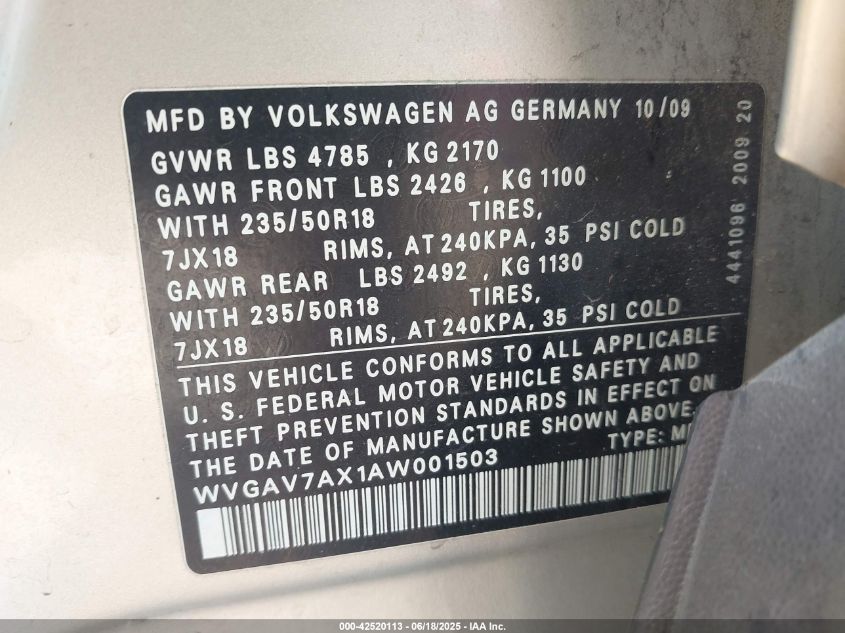 MFD BY VOLKSWAGEN AG GERMANY 10/09
GVWR LBS 4785 , KG 2170
GAWR FRONT LBS 2426 , KG 1100
WITH 235/50R18 TIRES,
7JX18 RIMS, AT 240KPA, 35 PSI COLD
GAWR REAR LBS 2492 , KG 1130
WITH 235/50R18 TIRES,
7JX18 RIMS, AT 240KPA, 35 PSI COLD
THIS VEHICLE CONFORMS TO ALL APPLICABLE
U. S. FEDERAL MOTOR VEHICLE SAFETY AND
THEFT PREVENTION STANDARDS IN EFFECT ON
THE DATE OF MANUFACTURE SHOWN ABOVE.
TYPE:
WVGAV7AX1AW001503
4441096 2009 20
000-42520113 - 06/18/2025 - IAA Inc.